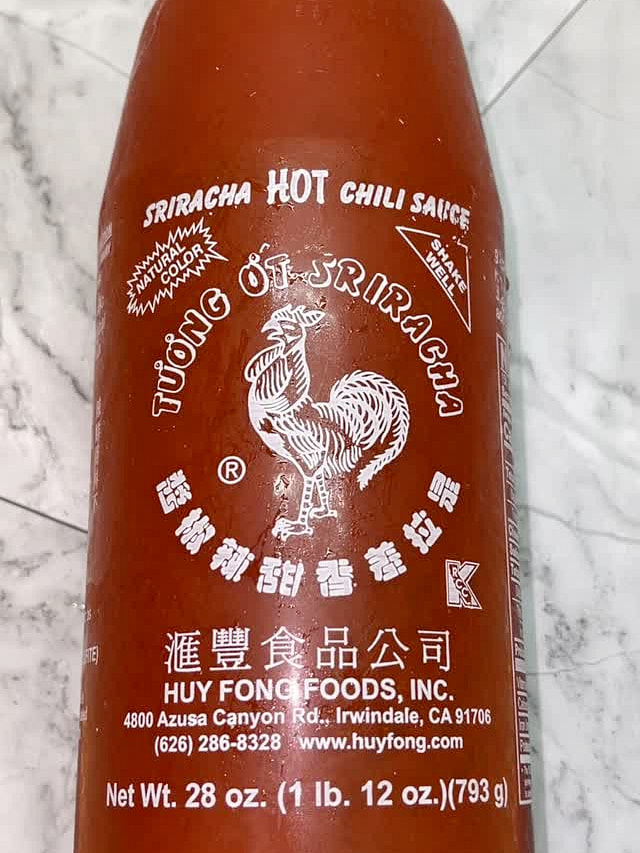 SRIRACHA HOT CHILI SAUCE
NATURAL COLOR
SHAKE WELL
TƯƠNG ỚT SRIRACHA
®
是拉差香甜辣椒醬
K
RCC
滙豐食品公司
HUY FONG FOODS, INC.
4800 Azusa Canyon Rd., Irwindale, CA 91706
(626) 286-8328 www.huyfong.com
Net Wt. 28 oz. (1 lb. 12 oz.)(793 g)